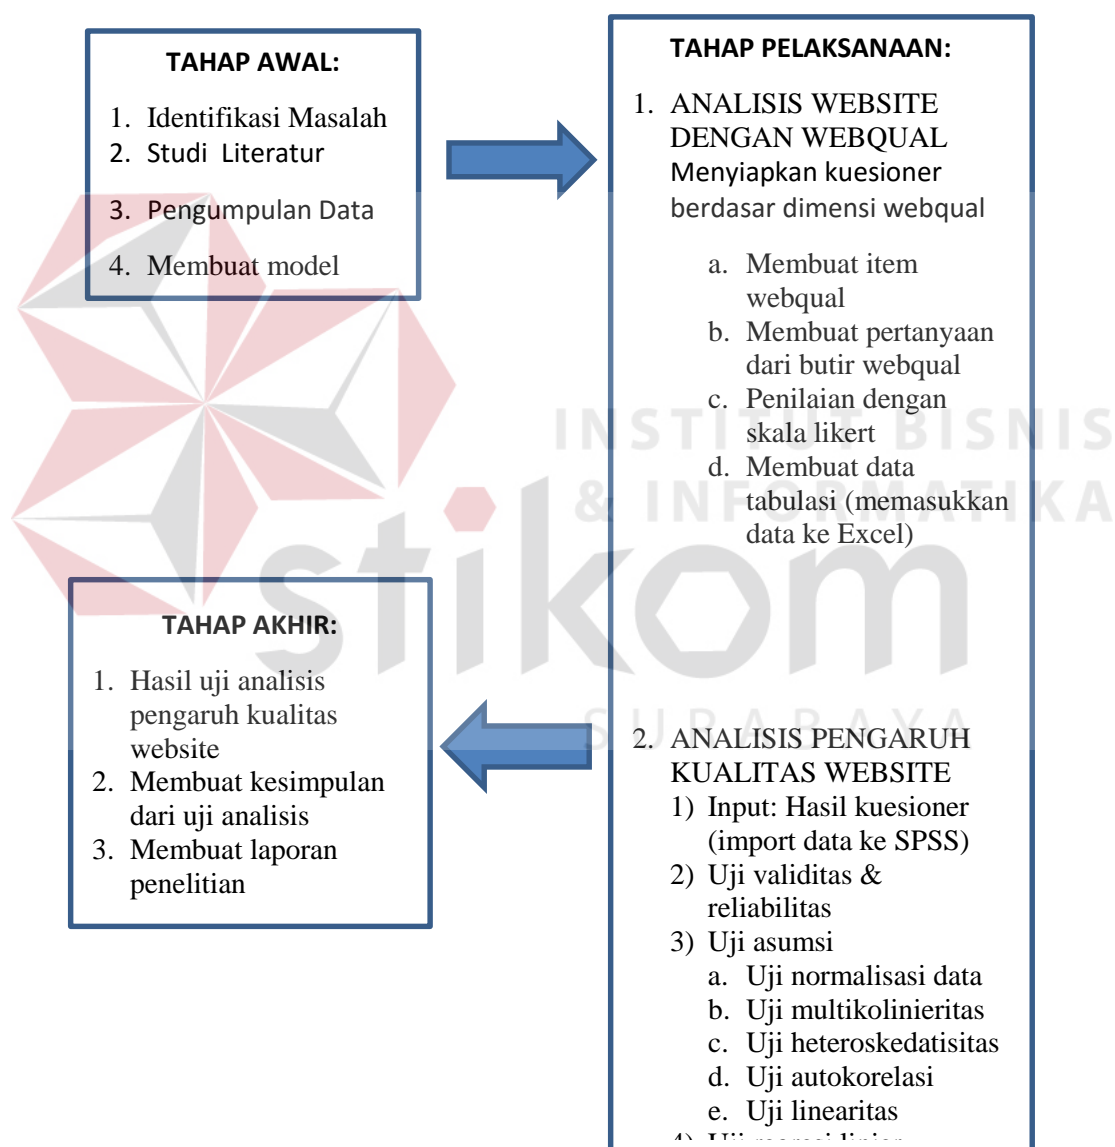 TAHAP AWAL:
1. Identifikasi Masalah
2. Studi Literatur
3. Pengumpulan Data
4. Membuat model
TAHAP PELAKSANAAN:
1. ANALISIS WEBSITE
DENGAN WEBQUAL
Menyiapkan kuesioner
berdasar dimensi webqual
a. Membuat item
webqual
b. Membuat pertanyaan
dari butir webqual
c. Penilaian dengan
skala likert
d. Membuat data
tabulasi (memasukkan
data ke Excel)
2. ANALISIS PENGARUH
KUALITAS WEBSITE
1) Input: Hasil kuesioner
(import data ke SPSS)
2) Uji validitas &
reliabilitas
3) Uji asumsi
a. Uji normalisasi data
b. Uji multikolinieritas
c. Uji heteroskedatisitas
d. Uji autokorelasi
e. Uji linearitas
TAHAP AKHIR:
1. Hasil uji analisis
pengaruh kualitas
website
2. Membuat kesimpulan
dari uji analisis
3. Membuat laporan
penelitian
INSTITUT BISNIS
& INFORMATIKA
stikom
SURABAYA